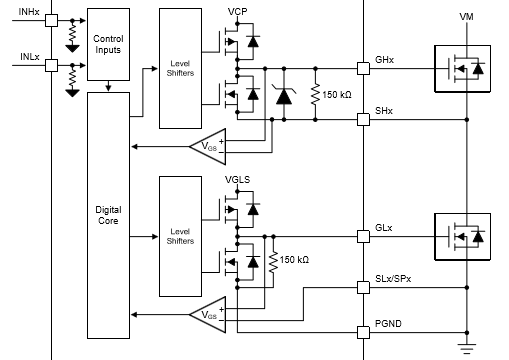 INHx
INLx
Control
Inputs
Digital
Core
Level
Shifters
VCP
150 kΩ
VGS
+
−
GHx
SHx
VM
VGLS
Level
Shifters
150 kΩ
VGS
+
−
GLx
SLx/SPx
PGND